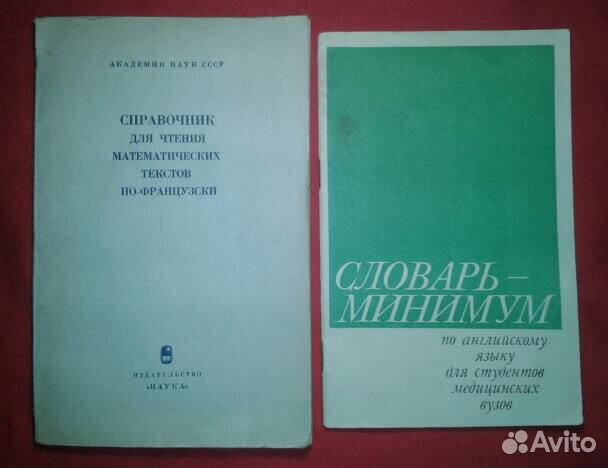 АКАДЕМИЯ НАУК СССР
СПРАВОЧНИК
ДЛЯ ЧТЕНИЯ
МАТЕМАТИЧЕСКИХ
ТЕКСТОВ
ПО-ФРАНЦУЗСКИ
ИЗДАТЕЛЬСТВО
«НАУКА»
СЛОВАРЬ –
МИНИМУМ
по английскому
языку
для студентов
медицинских
вузов
Avito